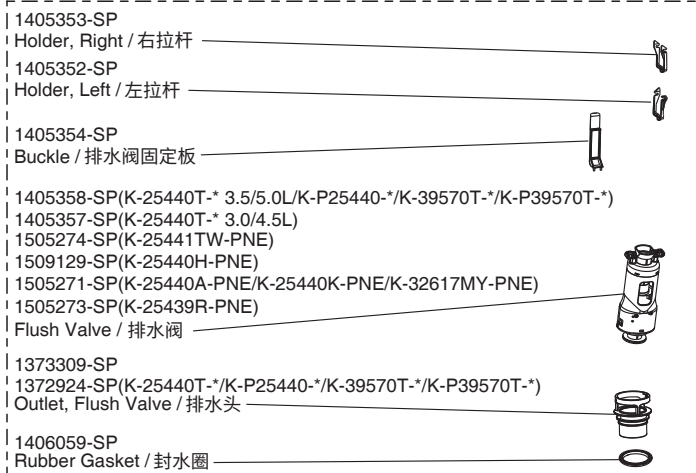 1405353-SP
Holder, Right / 右拉杆
1405352-SP
Holder, Left / 左拉杆
1405354-SP
Buckle / 排水阀固定板
1405358-SP(K-25440T-* 3.5/5.0L/K-P25440-*/K-39570T-*/K-P39570T-*)
1405357-SP(K-25440T-* 3.0/4.5L)
1505274-SP(K-25441TW-PNE)
1509129-SP(K-25440H-PNE)
1505271-SP(K-25440A-PNE/K-25440K-PNE/K-32617MY-PNE)
1505273-SP(K-25439R-PNE)
Flush Valve / 排水阀
1373309-SP
1372924-SP(K-25440T-*/K-P25440-*/K-39570T-*/K-P39570T-*)
Outlet, Flush Valve / 排水头
1406059-SP
Rubber Gasket / 封水圈